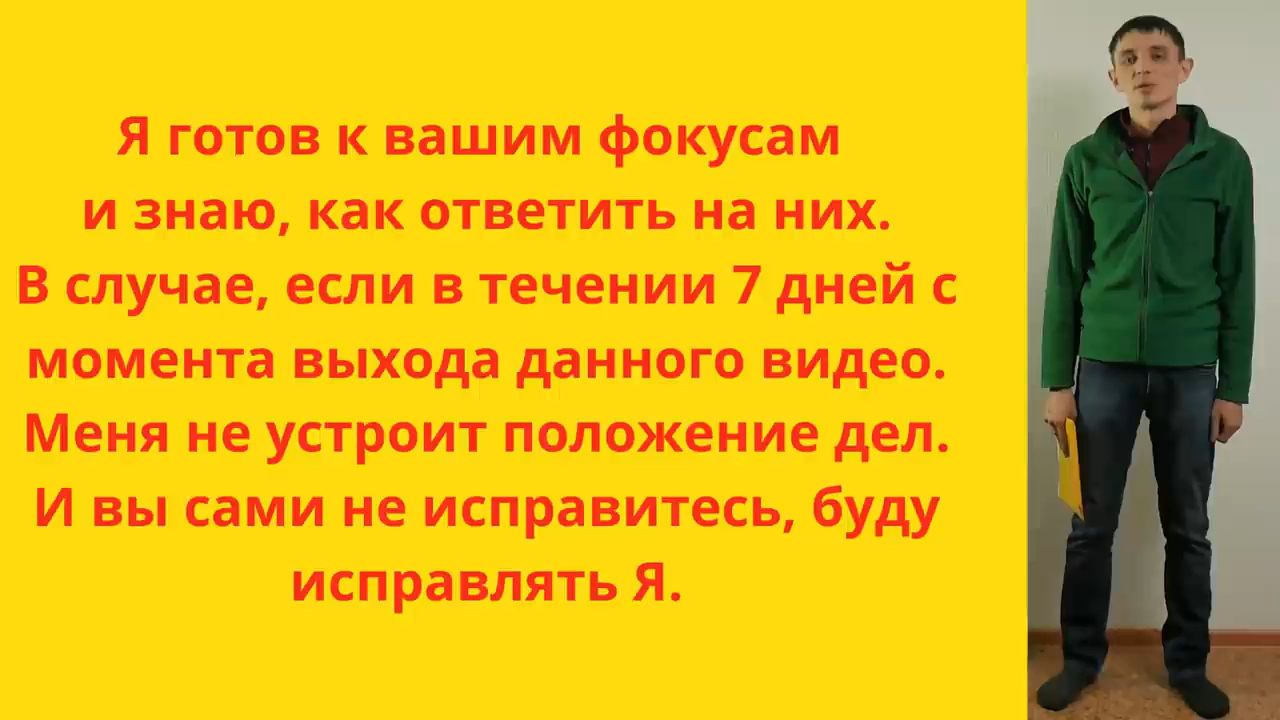 Я готов к вашим фокусам
и знаю, как ответить на них.
В случае, если в течении 7 дней с
момента выхода данного видео.
Меня не устроит положение дел.
И вы сами не исправитесь, буду
исправлять Я.